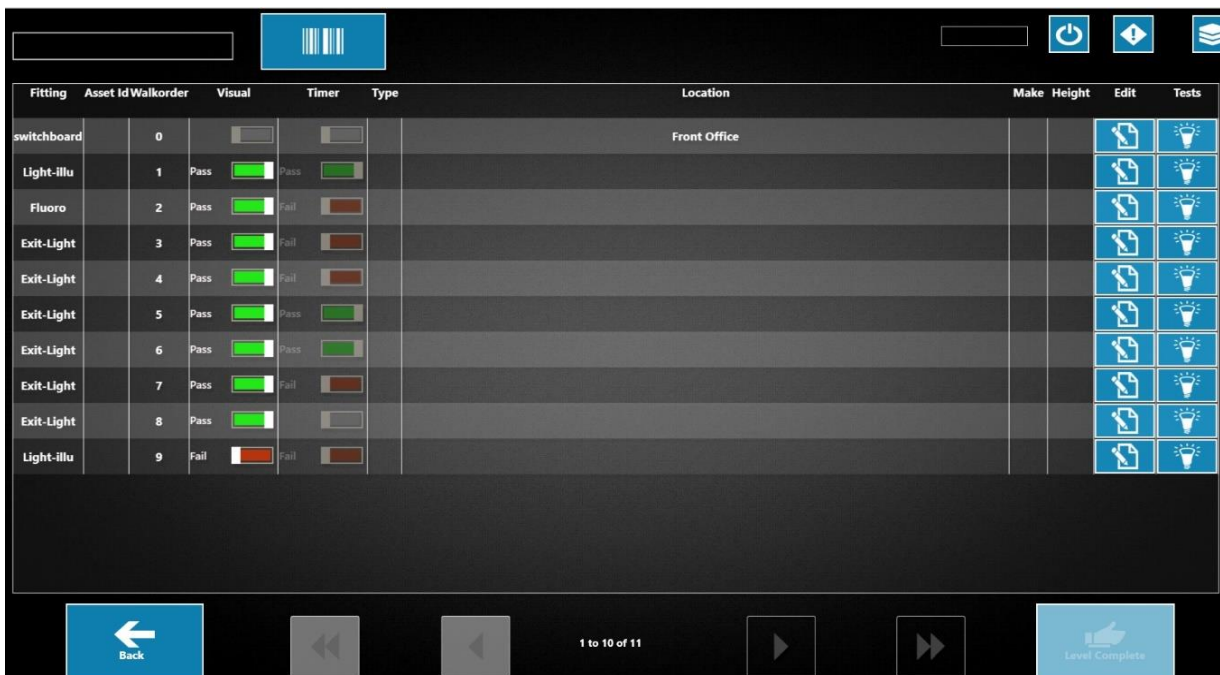 Fitting Asset Id Walkorder Visual Timer Type Location Make Height Edit Tests
switchboard 0 Front Office
Light-illu 1 Pass Pass
Fluoro 2 Pass Fail
Exit-Light 3 Pass Fail
Exit-Light 4 Pass Fail
Exit-Light 5 Pass Pass
Exit-Light 6 Pass Pass
Exit-Light 7 Pass Fail
Exit-Light 8 Pass
Light-illu 9 Fail Fail
Back 1 to 10 of 11 Level Complete